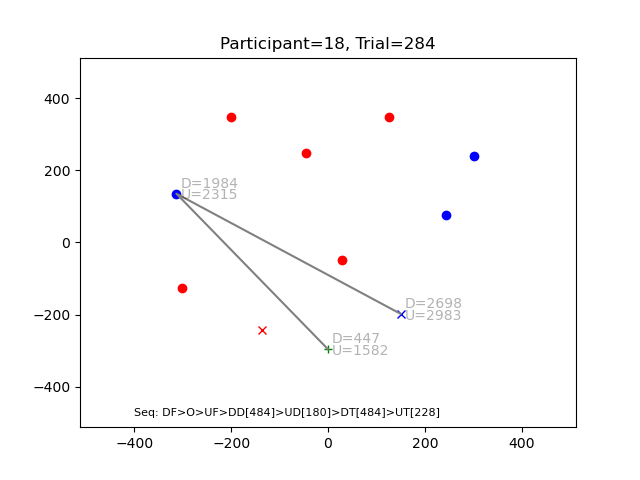 Participant=18, Trial=284
400
200
0
−200
−400
D=1984
U=2315
D=2698
U=2983
D=447
U=1582
Seq: DF>O>UF>DD[484]>UD[180]>DT[484]>UT[228]
−400
−200
0
200
400